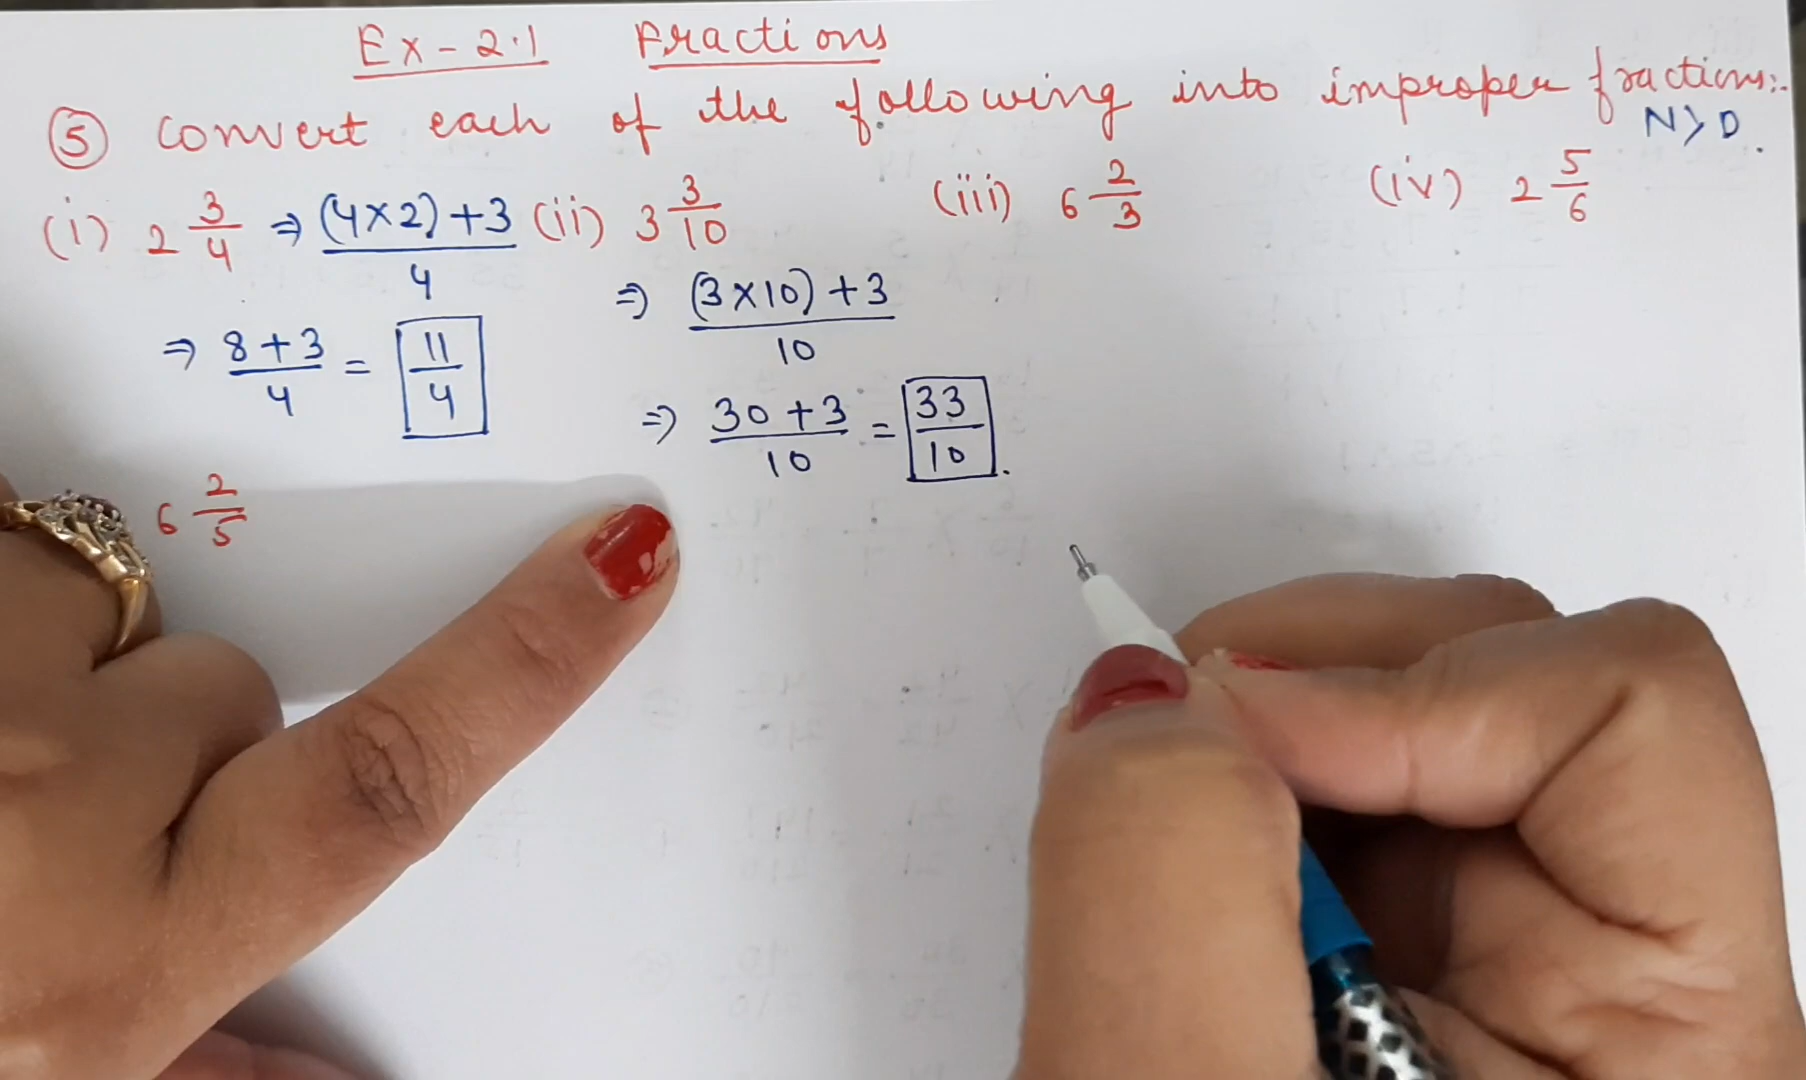 Ex-2.1 Fractions
⑤ Convert each of the following into improper fractions:.
N>D.
(i) 2 3/4 ⇒ (4×2)+3/4 (ii) 3 3/10 (iii) 6 2/3 (iv) 2 5/6
⇒ (3×10)+3/10
⇒ 8+3/4 = 11/4
⇒ 30+3/10 = 33/10.
6 2/5